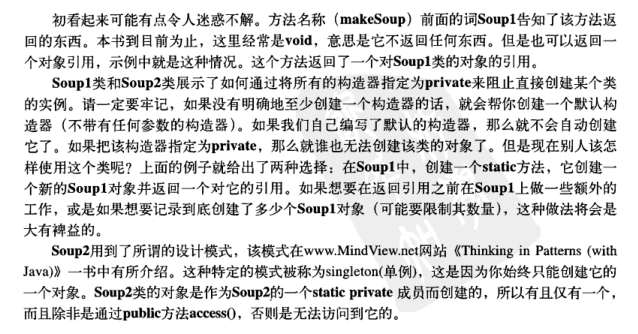 初看起来可能有点令人迷惑不解。方法名称（makeSoup）前面的词Soup1告知了该方法返
回的东西。本书到目前为止，这里经常是void，意思是它不返回任何东西。但是也可以返回一
个对象引用，示例中就是这种情况。这个方法返回了一个对Soup1类的对象的引用。
Soup1类和Soup2类展示了如何通过将所有的构造器指定为private来阻止直接创建某个类
的实例。请一定要牢记，如果没有明确地至少创建一个构造器的话，就会帮你创建一个默认构
造器（不带有任何参数的构造器）。如果我们自己编写了默认的构造器，那么就不会自动创建
它了。如果把该构造器指定为private，那么就谁也无法创建该类的对象了。但是现在别人该怎
样使用这个类呢？上面的例子就给出了两种选择：在Soup1中，创建一个static方法，它创建一
个新的Soup1对象并返回一个对它的引用。如果想要在返回引用之前在Soup1上做一些额外的
工作，或是如果想要记录到底创建了多少个Soup1对象（可能要限制其数量），这种做法将会是
大有裨益的。
Soup2用到了所谓的设计模式，该模式在www.MindView.net网站《Thinking in Patterns (with
Java)》一书中有所介绍。这种特定的模式被称为singleton(单例)，这是因为你始终只能创建它的
一个对象。Soup2类的对象是作为Soup2的一个static private 成员而创建的，所以有且仅有一个，
而且除非是通过public方法access()，否则是无法访问到它的。